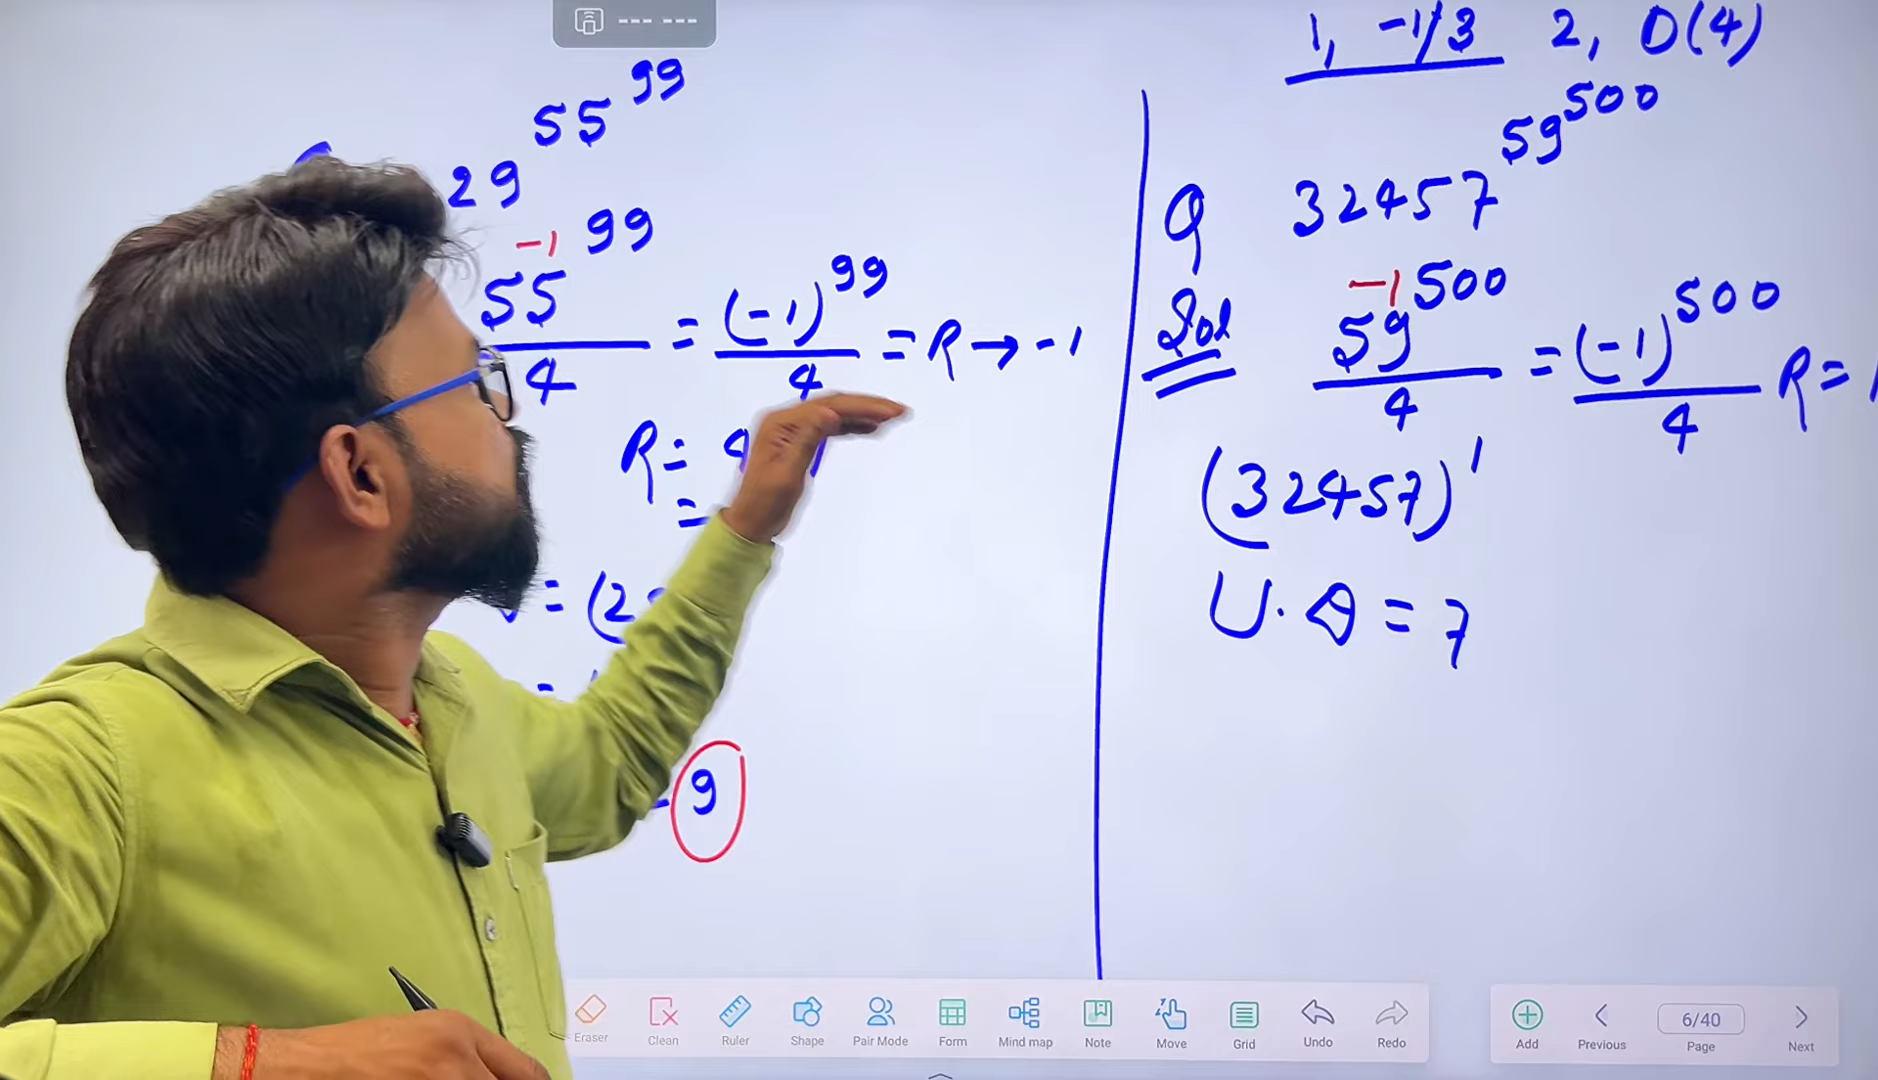 29^55^99
55^99 / 4 = (-1)^99 / 4 = R → -1
-1
R = 4
=
= (2
=
9
1, -1/3 2, 0(4)
Q 32457^59^500
-1
Sol 59^500 / 4 = (-1)^500 / 4 R = 1
(32457)^1
U.D = 7
Eraser Clean Ruler Shape Pair Mode Form Mind map Note Move Grid Undo Redo
Add Previous 6/40 Page Next